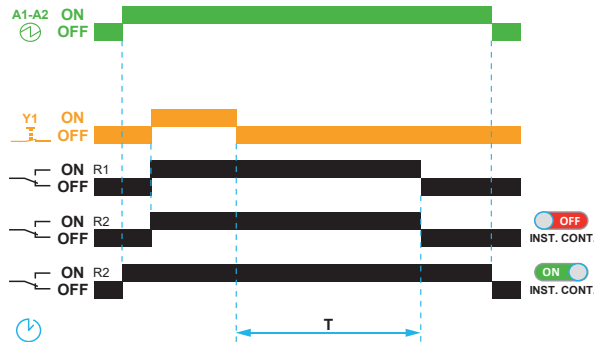 A1-A2 ON
OFF
Y1 ON
OFF
ON R1
OFF
ON R2
OFF
OFF
INST. CONT.
ON R2
OFF
ON
INST. CONT.
T